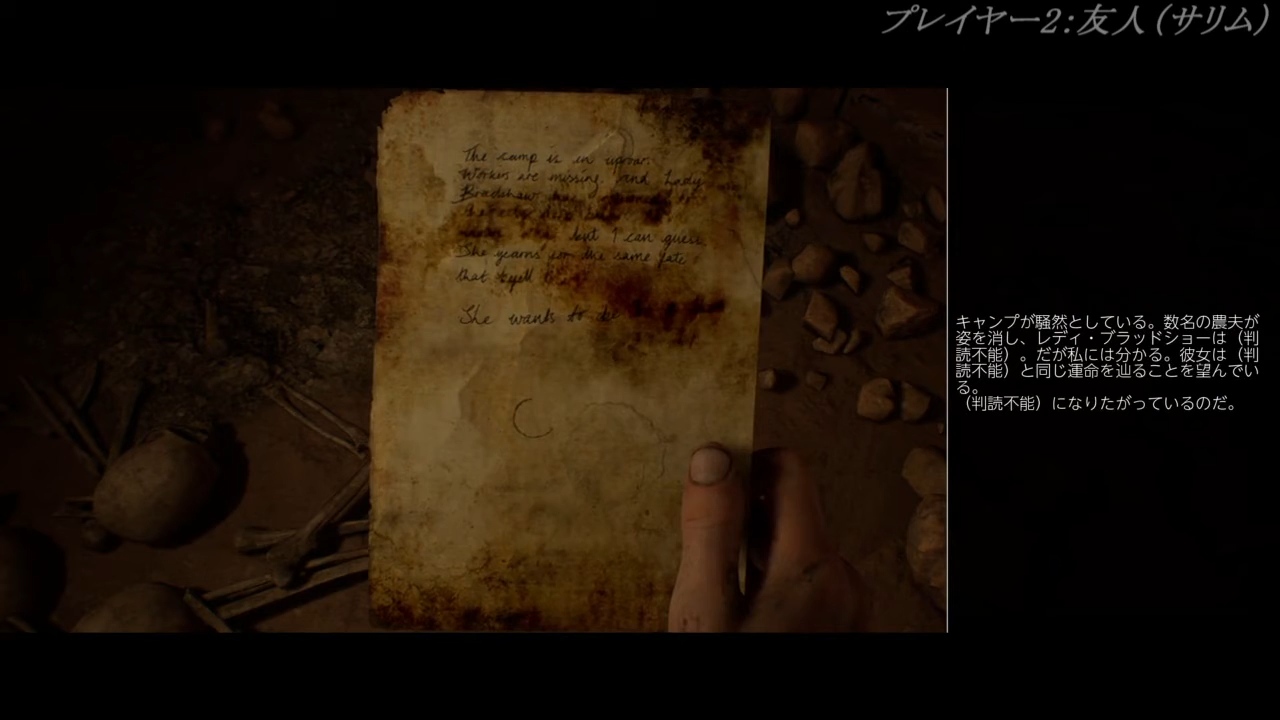 プレイヤー2:友人(サリム)
The camp is in uproar.
Workers are missing, and Lady
Bradshaw has
but I can guess.
She yearns for the same fate
that befell
She wants to be
キャンプが騒然としている。数名の農夫が
姿を消し、レディ・ブラッドショーは（判
読不能）。だが私には分かる。彼女は（判
読不能）と同じ運命を辿ることを望んでい
る。
（判読不能）になりたがっているのだ。